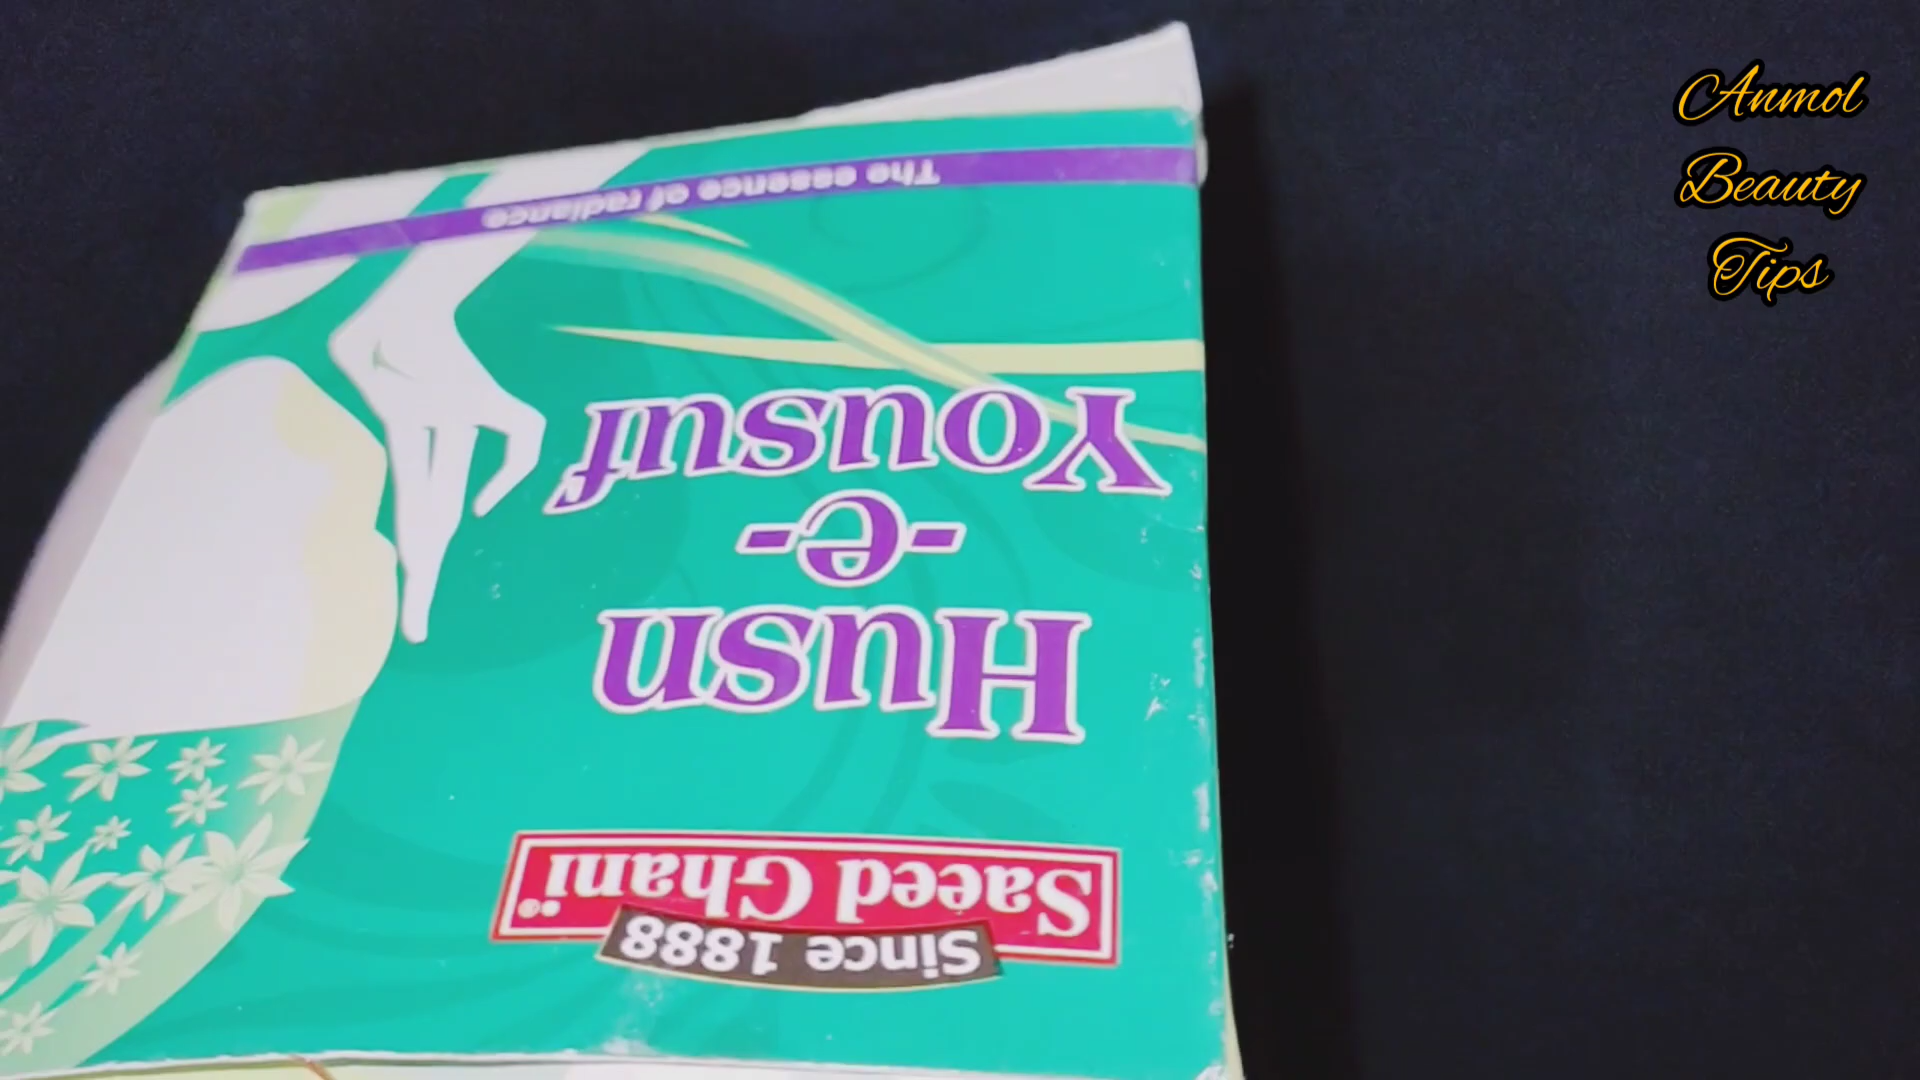 Anmol
Beauty
Tips
Since 1888
Saeed Ghani®
Husn
-e-
Yousuf
The essence of radiance